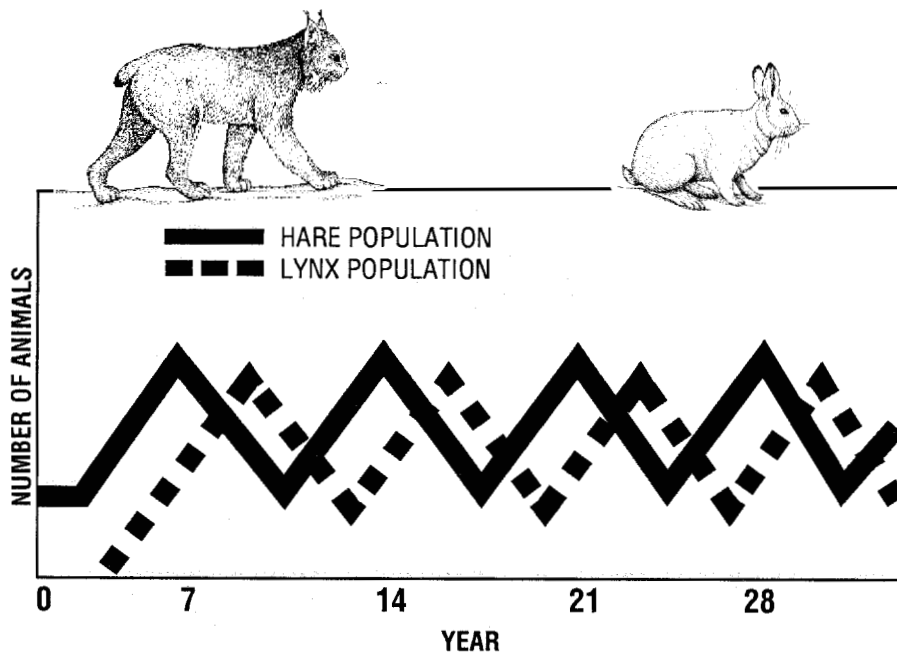 HARE POPULATION
LYNX POPULATION
NUMBER OF ANIMALS
0 7 14 21 28
YEAR